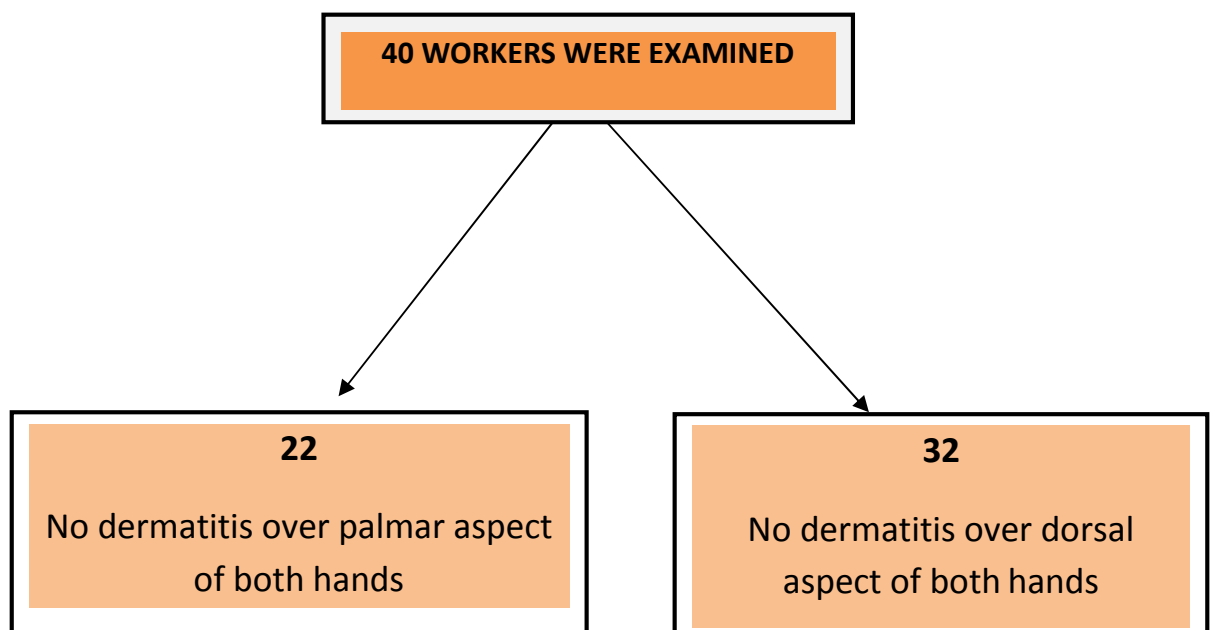 40 WORKERS WERE EXAMINED
22
No dermatitis over palmar aspect
of both hands
32
No dermatitis over dorsal
aspect of both hands